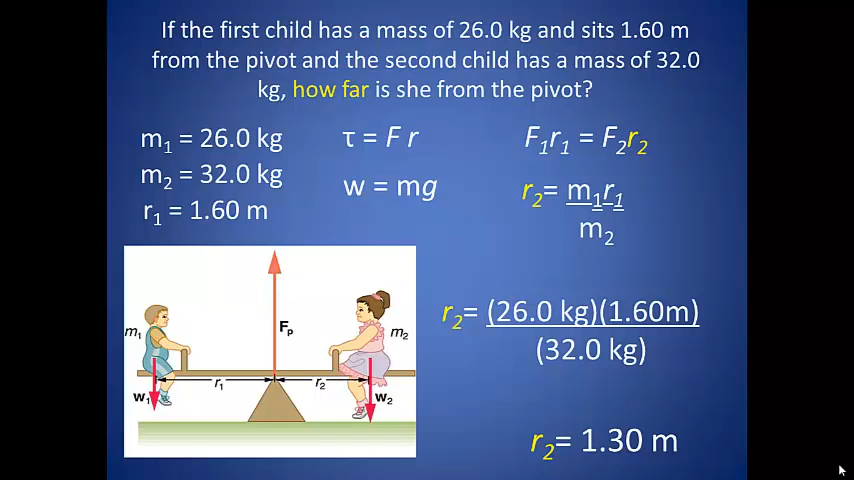 If the first child has a mass of 26.0 kg and sits 1.60 m
from the pivot and the second child has a mass of 32.0
kg, how far is she from the pivot?
m₁ = 26.0 kg
m₂ = 32.0 kg
r₁ = 1.60 m
τ = F r
w = mg
F₁r₁ = F₂r₂
r₂= m₁r₁
m₂
r₂= (26.0 kg)(1.60m)
(32.0 kg)
r₂= 1.30 m
m₁
Fₚ
m₂
r₁
r₂
w₁
w₂